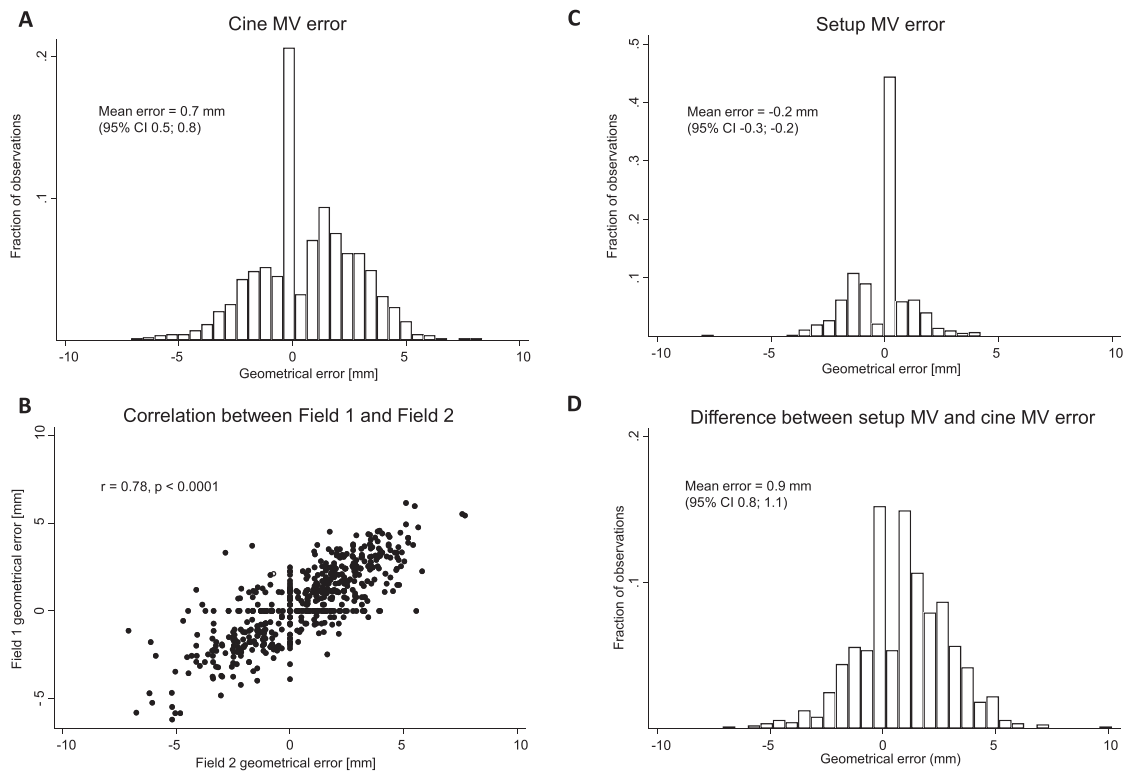 A
Cine MV error
Mean error = 0.7 mm
(95% CI 0.5; 0.8)
Fraction of observations
.2
.1
-10
-5
0
5
10
Geometrical error [mm]
C
Setup MV error
Mean error = -0.2 mm
(95% CI -0.3; -0.2)
Fraction of observations
.5
.4
.3
.2
.1
-10
-5
0
5
10
Geometrical error [mm]
B
Correlation between Field 1 and Field 2
r = 0.78, p < 0.0001
Field 1 geometrical error [mm]
10
5
0
-5
-10
-5
0
5
10
Field 2 geometrical error [mm]
D
Difference between setup MV and cine MV error
Mean error = 0.9 mm
(95% CI 0.8; 1.1)
Fraction of observations
.2
.1
-10
-5
0
5
10
Geometrical error (mm)